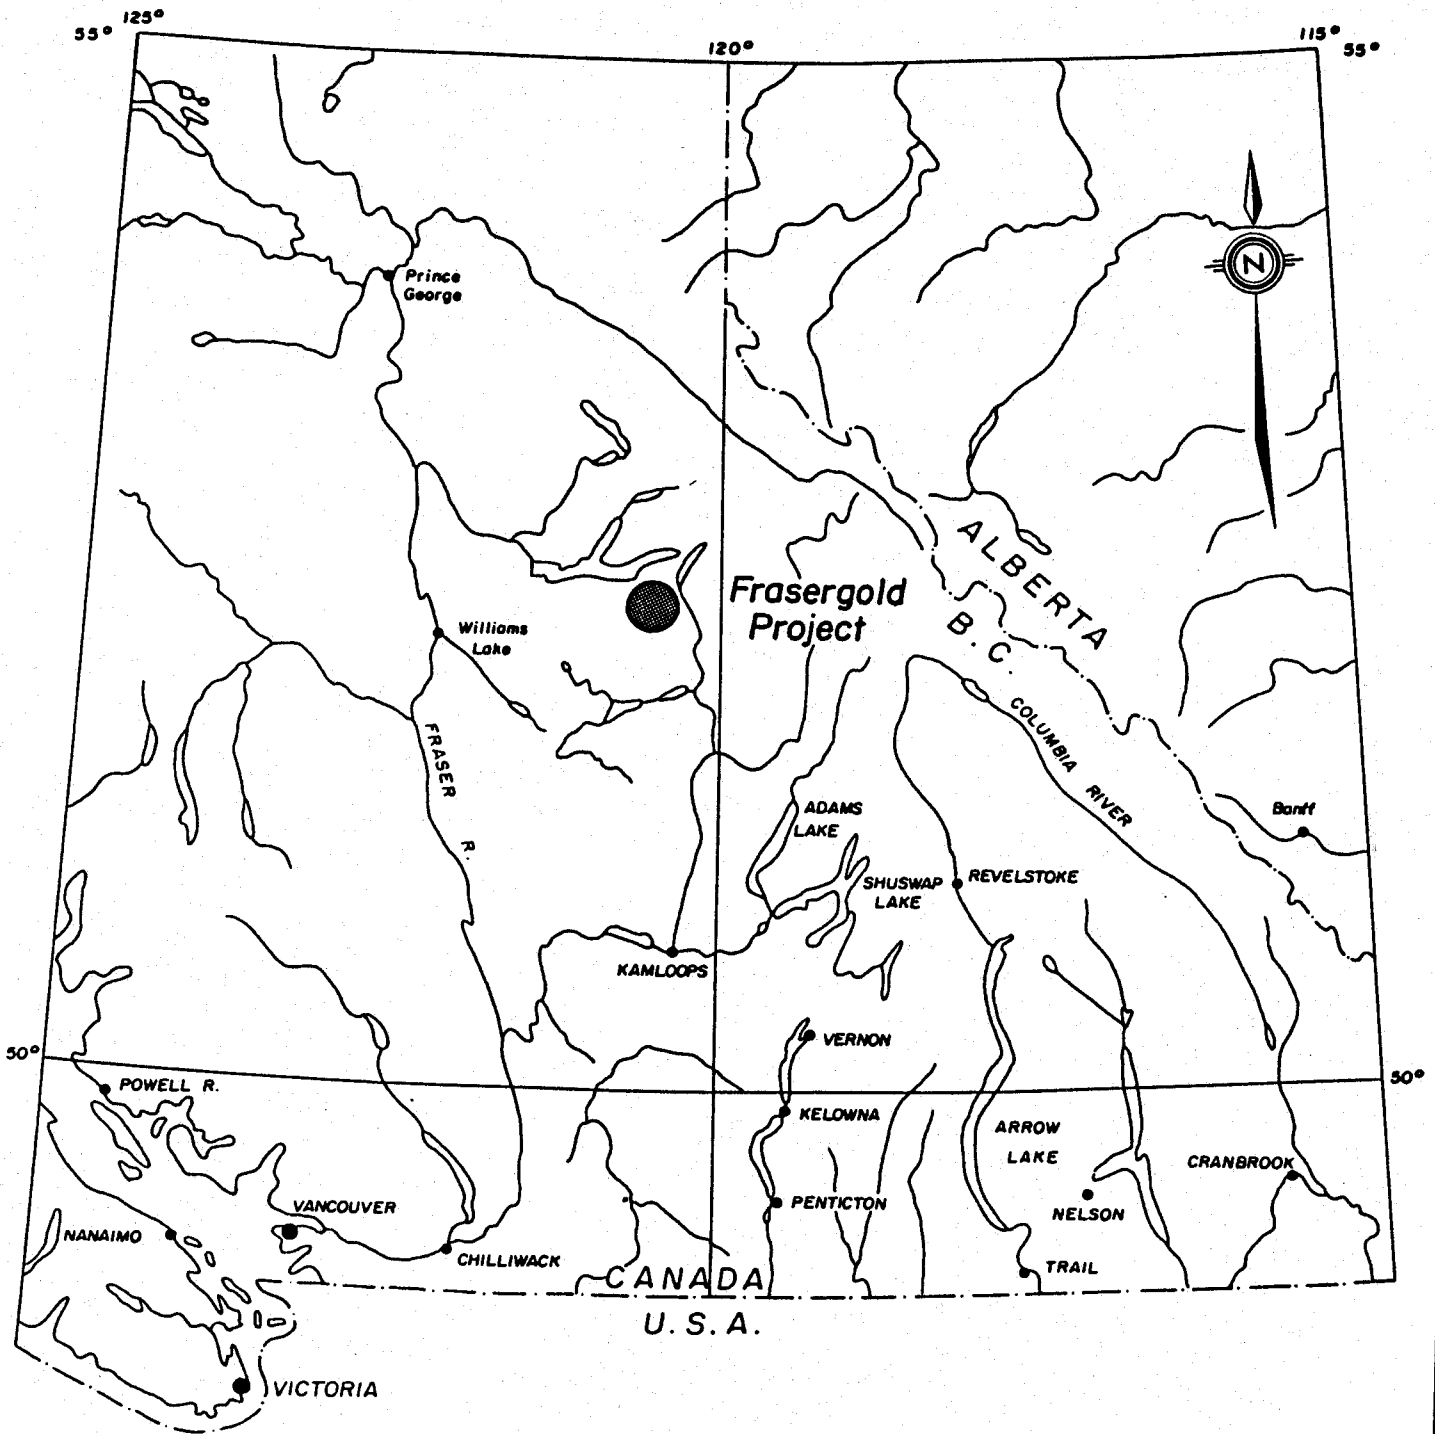 125°
55°
120°
115°
55°
N
Prince
George
ALBERTA
Frasergold
Project
B.C.
Williams
Lake
COLUMBIA RIVER
FRASER R.
Banff
ADAMS
LAKE
SHUSWAP
LAKE
REVELSTOKE
KAMLOOPS
VERNON
50°
50°
POWELL R.
KELOWNA
ARROW
LAKE
CRANBROOK
PENTICTON
NELSON
VANCOUVER
NANAIMO
CHILLIWACK
TRAIL
CANADA
U.S.A.
VICTORIA